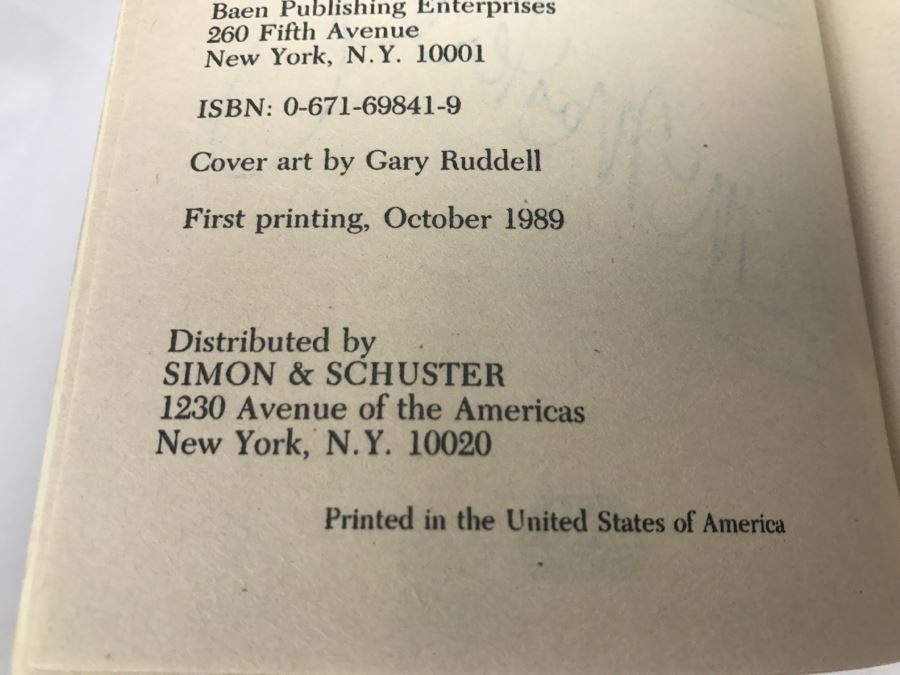 Baen Publishing Enterprises
260 Fifth Avenue
New York, N.Y. 10001
ISBN: 0-671-69841-9
Cover art by Gary Ruddell
First printing, October 1989
Distributed by
SIMON & SCHUSTER
1230 Avenue of the Americas
New York, N.Y. 10020
Printed in the United States of America